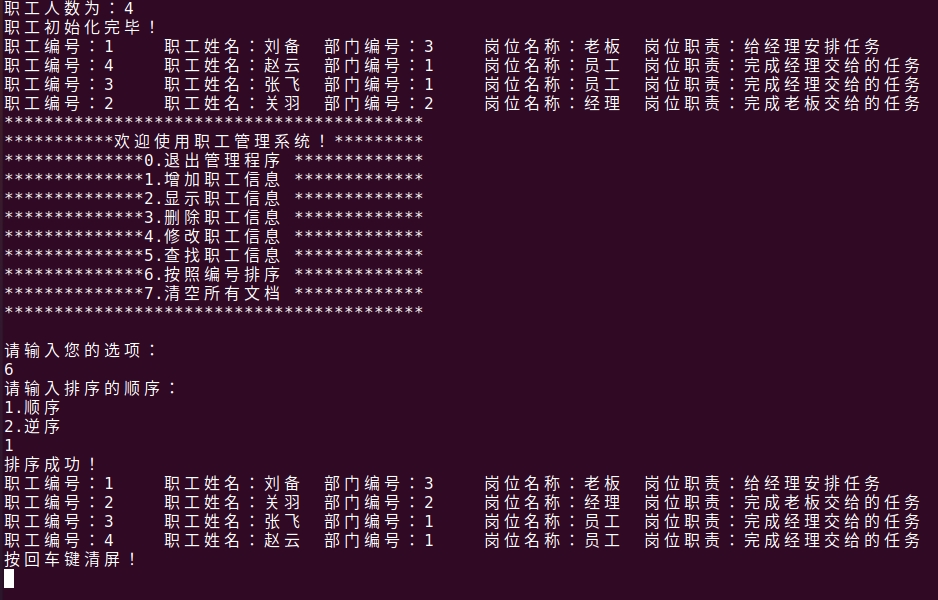 职工人数为：4
职工初始化完毕！
职工编号：1 职工姓名：刘备 部门编号：3 岗位名称：老板 岗位职责：给经理安排任务
职工编号：4 职工姓名：赵云 部门编号：1 岗位名称：员工 岗位职责：完成经理交给的任务
职工编号：3 职工姓名：张飞 部门编号：1 岗位名称：员工 岗位职责：完成经理交给的任务
职工编号：2 职工姓名：关羽 部门编号：2 岗位名称：经理 岗位职责：完成老板交给的任务
******************************************
***********欢迎使用职工管理系统！*********
**************0.退出管理程序 *************
**************1.增加职工信息 *************
**************2.显示职工信息 *************
**************3.删除职工信息 *************
**************4.修改职工信息 *************
**************5.查找职工信息 *************
**************6.按照编号排序 *************
**************7.清空所有文档 *************
******************************************
请输入您的选项：
6
请输入排序的顺序：
1.顺序
2.逆序
1
排序成功！
职工编号：1 职工姓名：刘备 部门编号：3 岗位名称：老板 岗位职责：给经理安排任务
职工编号：2 职工姓名：关羽 部门编号：2 岗位名称：经理 岗位职责：完成老板交给的任务
职工编号：3 职工姓名：张飞 部门编号：1 岗位名称：员工 岗位职责：完成经理交给的任务
职工编号：4 职工姓名：赵云 部门编号：1 岗位名称：员工 岗位职责：完成经理交给的任务
按回车键清屏！